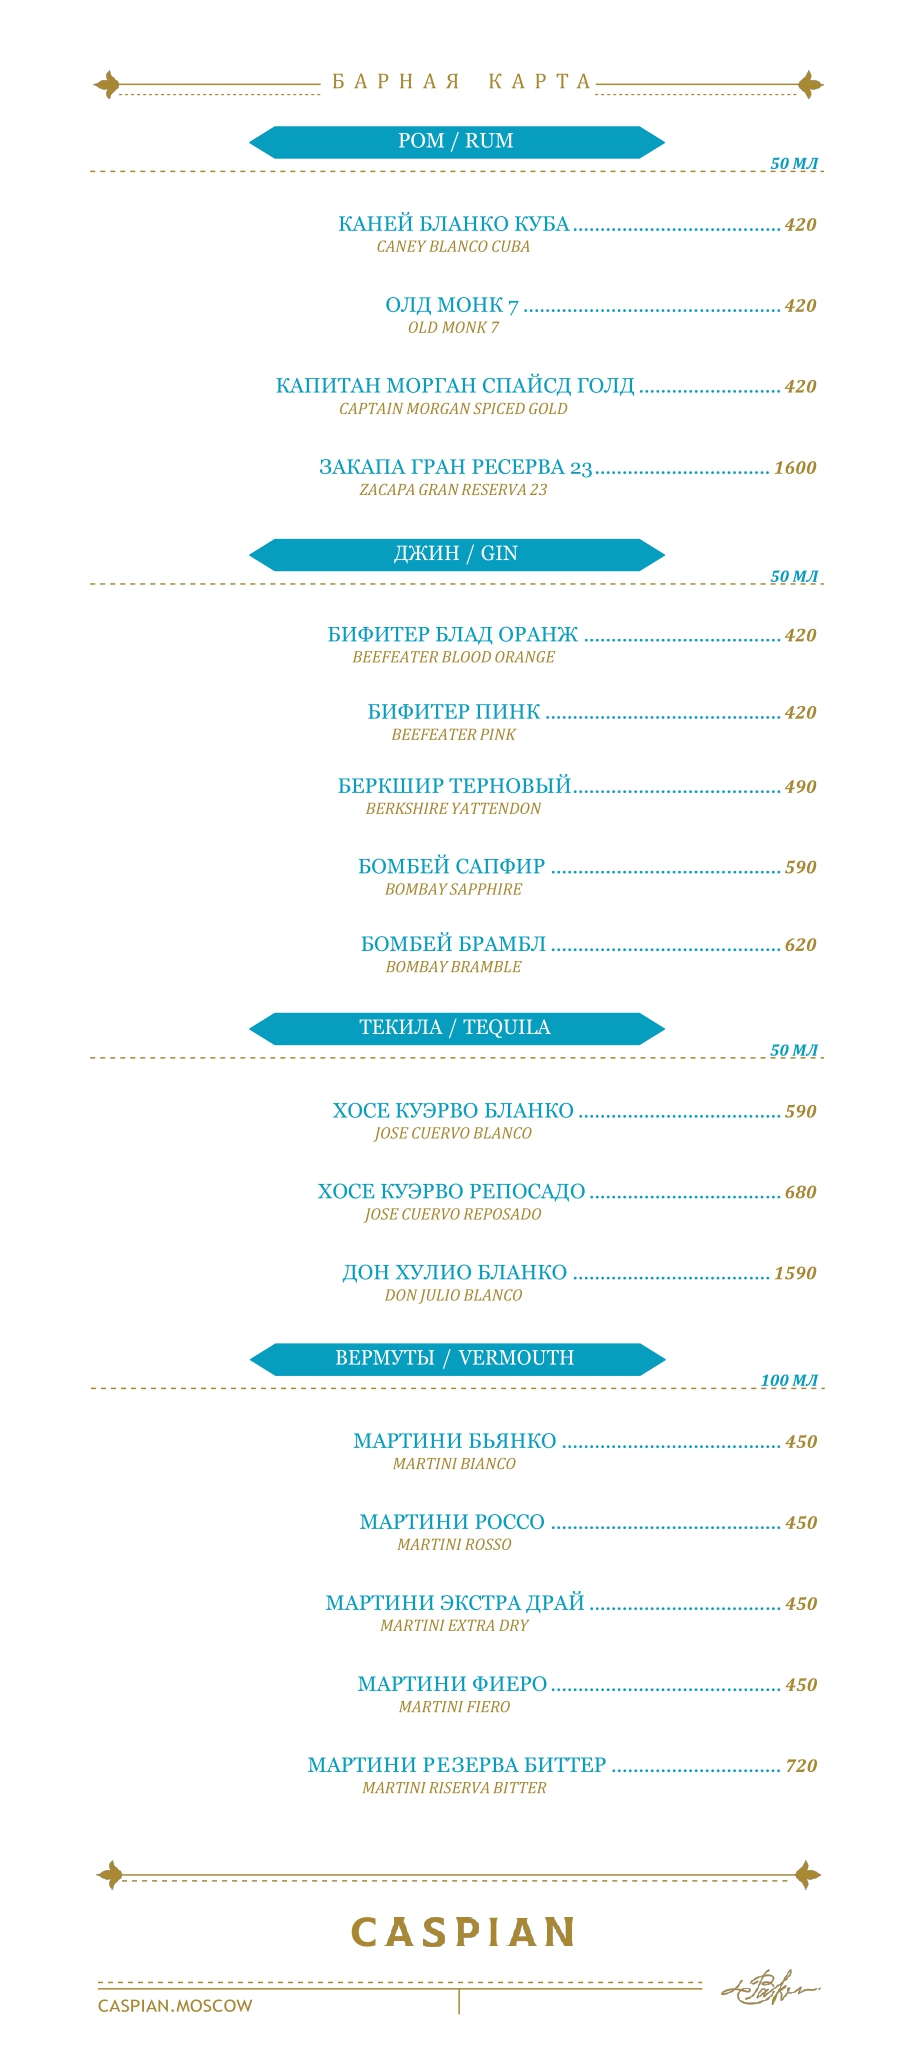 БАРНАЯ КАРТА
РОМ / RUM
50 МЛ
КАНЕЙ БЛАНКО КУБА......................................420
CANEY BLANCO CUBA
ОЛД МОНК 7...............................................420
OLD MONK 7
КАПИТАН МОРГАН СПАЙСД ГОЛД..........................420
CAPTAIN MORGAN SPICED GOLD
ЗАКАПА ГРАН РЕСЕРВА 23................................1600
ZACAPA GRAN RESERVA 23
ДЖИН / GIN
50 МЛ
БИФИТЕР БЛАД ОРАНЖ....................................420
BEEFEATER BLOOD ORANGE
БИФИТЕР ПИНК...........................................420
BEEFEATER PINK
БЕРКШИР ТЕРНОВЫЙ......................................490
BERKSHIRE YATTENDON
БОМБЕЙ САПФИР..........................................590
BOMBAY SAPPHIRE
БОМБЕЙ БРАМБЛ..........................................620
BOMBAY BRAMBLE
ТЕКИЛА / TEQUILA
50 МЛ
ХОСЕ КУЭРВО БЛАНКО.....................................590
JOSE CUERVO BLANCO
ХОСЕ КУЭРВО РЕПОСАДО...................................680
JOSE CUERVO REPOSADO
ДОН ХУЛИО БЛАНКО....................................1590
DON JULIO BLANCO
ВЕРМУТЫ / VERMOUTH
100 МЛ
МАРТИНИ БЬЯНКО........................................450
MARTINI BIANCO
МАРТИНИ РОССО..........................................450
MARTINI ROSSO
МАРТИНИ ЭКСТРА ДРАЙ...................................450
MARTINI EXTRA DRY
МАРТИНИ ФИЕРО..........................................450
MARTINI FIERO
МАРТИНИ РЕЗЕРВА БИТТЕР...............................720
MARTINI RISERVA BITTER
CASPIAN
CASPIAN.MOSCOW